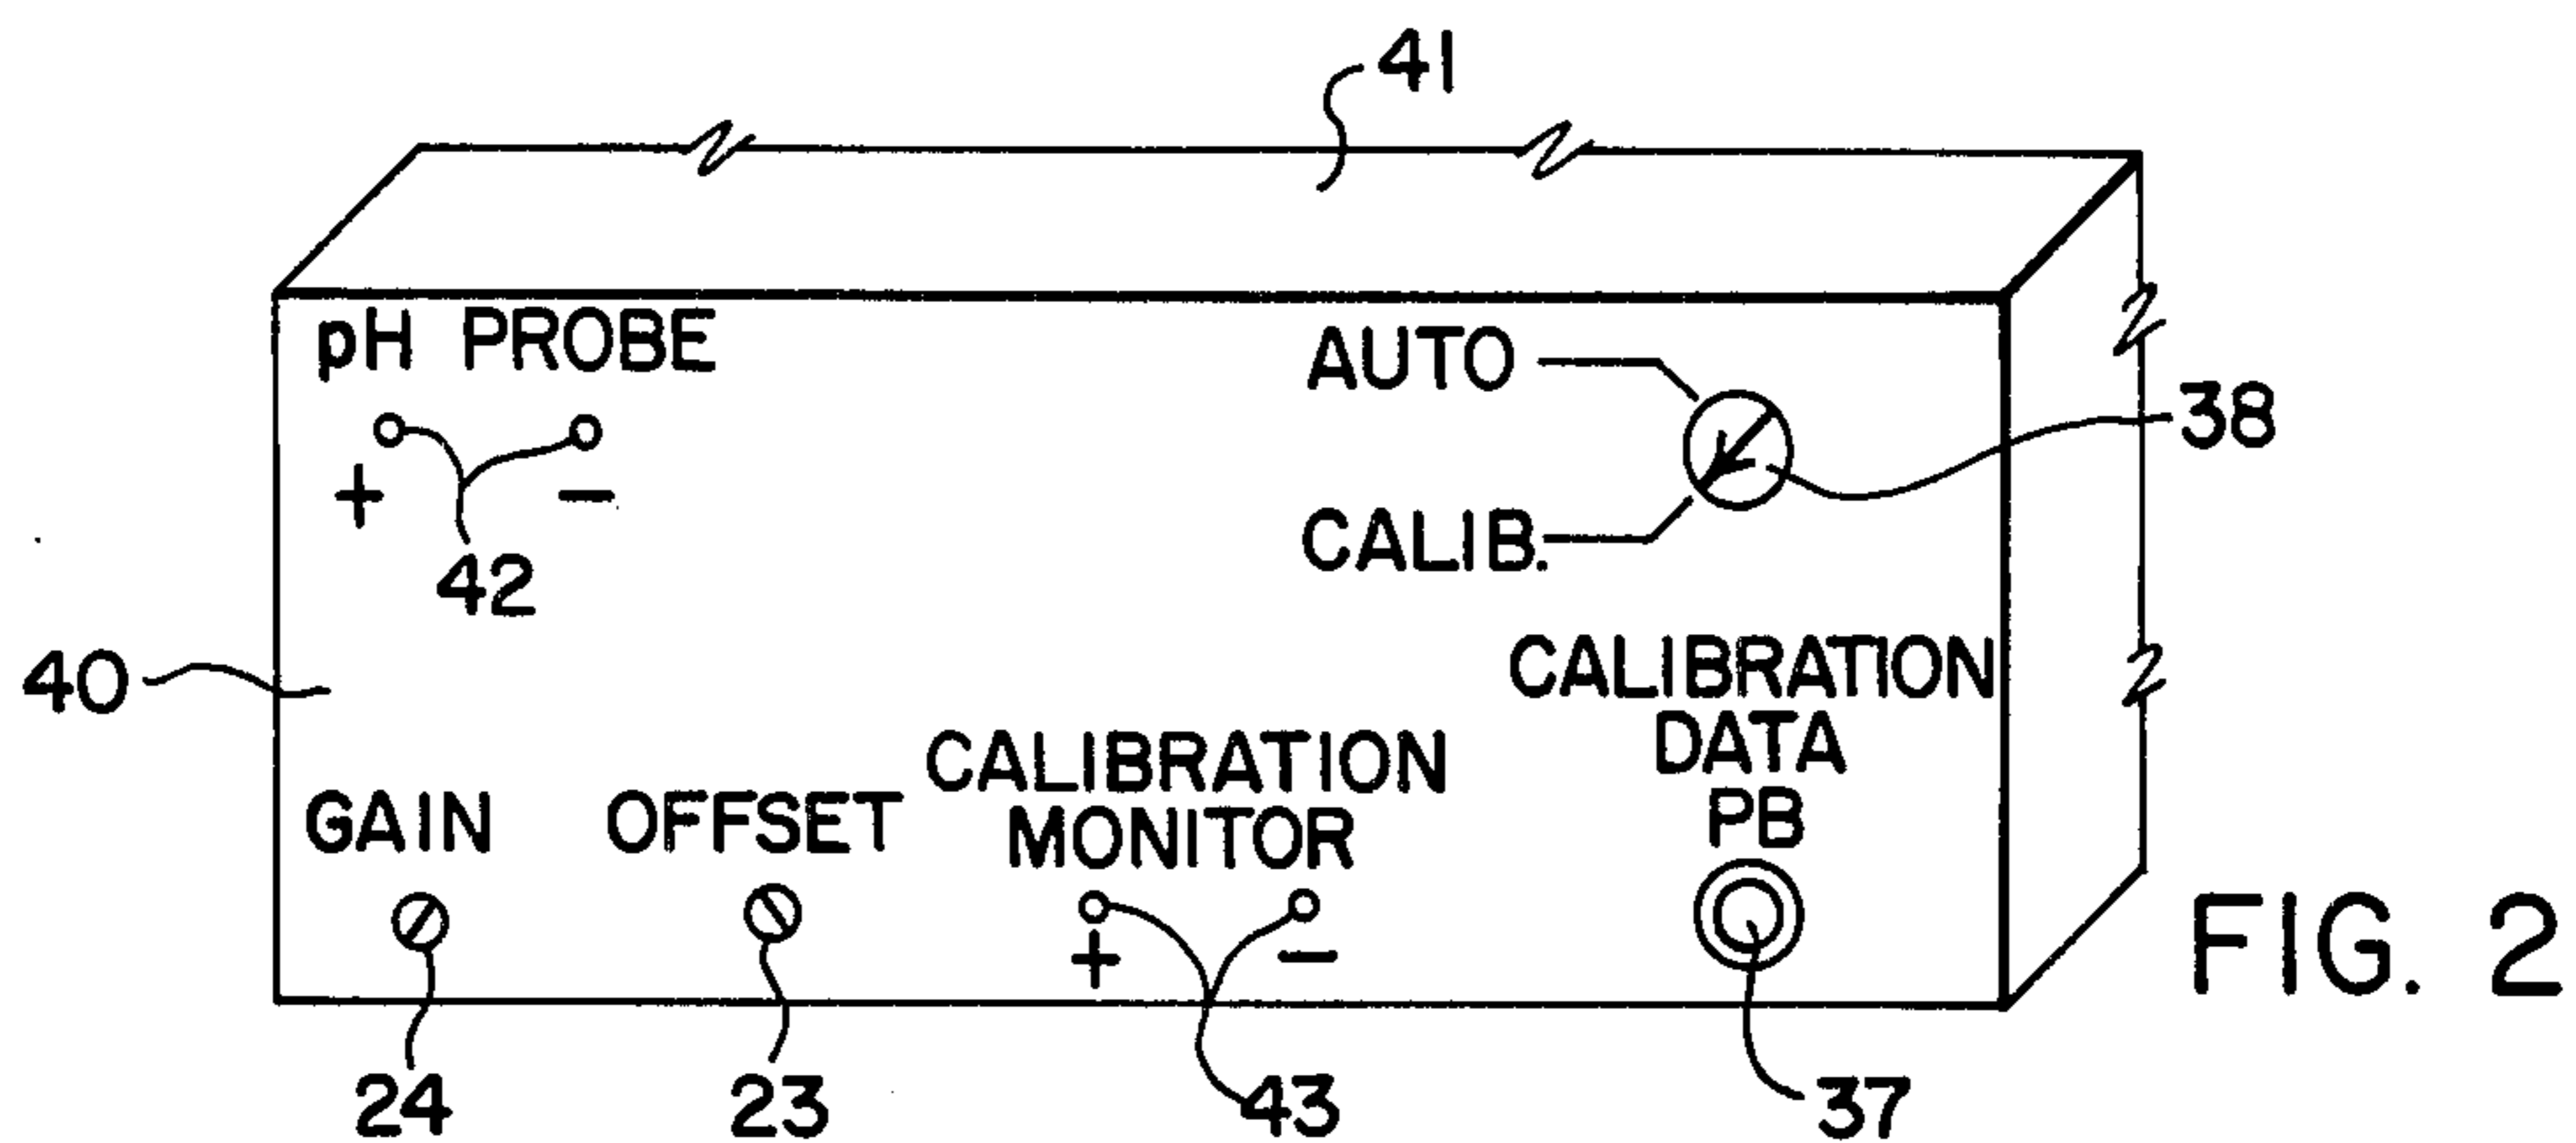 41
pH PROBE
AUTO
38
+ −
CALIB.
42
40
CALIBRATION
DATA
PB
CALIBRATION
MONITOR
GAIN
OFFSET
+ −
FIG. 2
24
23
43
37